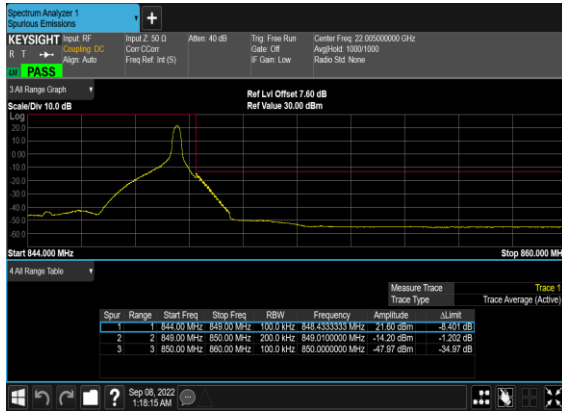 Spectrum Analyzer 1
Spurious Emissions
+
KEYSIGHT Input: RF Input Z: 50 Ω Atten: 40 dB Trig: Free Run Center Freq: 22.005000000 GHz
R T Coupling: DC Corr CCorr Gate: Off Avg|Hold: 1000/1000
Align: Auto Freq Ref: Int (S) IF Gain: Low Radio Std: None
LU PASS
3 All Range Graph
Ref Lvl Offset 7.60 dB
Scale/Div 10.0 dB Ref Value 30.00 dBm
Log
20.0
10.0
0.00
-10.0
-20.0
-30.0
-40.0
-50.0
-60.0
Start 844.000 MHz Stop 860.000 MH
4 All Range Table
Measure Trace Trace 1
Trace Type Trace Average (Active)
Spur Range Start Freq Stop Freq RBW Frequency Amplitude ΔLimit
1 1 844.00 MHz 849.00 MHz 100.0 kHz 848.4333333 MHz 21.60 dBm -8.401 dB
2 2 849.00 MHz 850.00 MHz 200.0 kHz 849.0100000 MHz -14.20 dBm -1.202 dB
3 3 850.00 MHz 860.00 MHz 100.0 kHz 850.0000000 MHz -47.97 dBm -34.97 dB
? Sep 08, 2022
1:18:15 AM